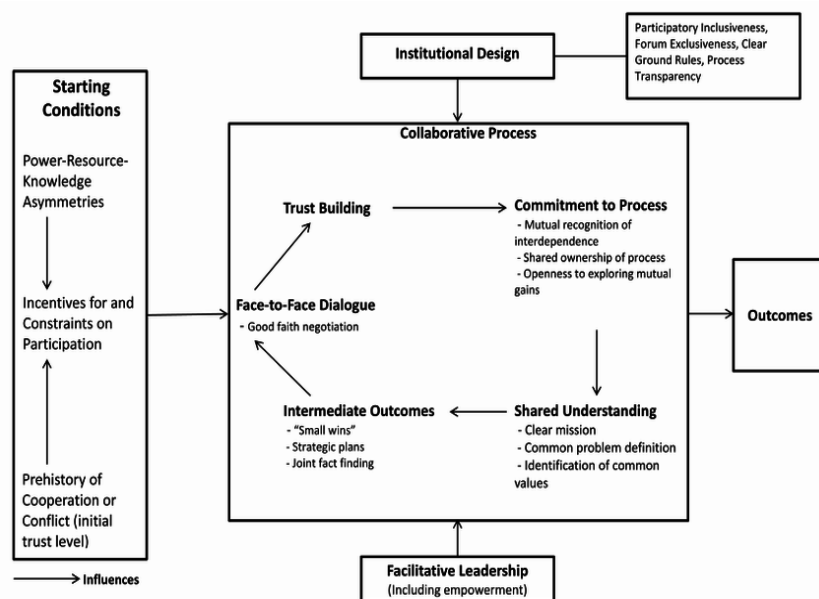 Participatory Inclusiveness,
Forum Exclusiveness, Clear
Ground Rules, Process
Transparency
Institutional Design
Starting
Conditions
Power-Resource-
Knowledge
Asymmetries
Incentives for and
Constraints on
Participation
Prehistory of
Cooperation or
Conflict (initial
trust level)
Influences
Collaborative Process
Trust Building
Commitment to Process
- Mutual recognition of
interdependence
- Shared ownership of process
- Openness to exploring mutual
gains
Face-to-Face Dialogue
- Good faith negotiation
Intermediate Outcomes
- “Small wins”
- Strategic plans
- Joint fact finding
Shared Understanding
- Clear mission
- Common problem definition
- Identification of common
values
Outcomes
Facilitative Leadership
(Including empowerment)